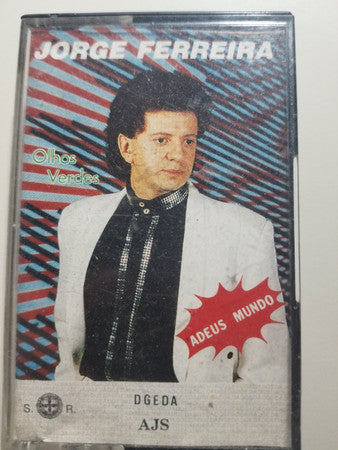 JORGE FERREIRA
Olhos
Verdes
ADEUS MUNDO
DGEDA
S. R.
AJS